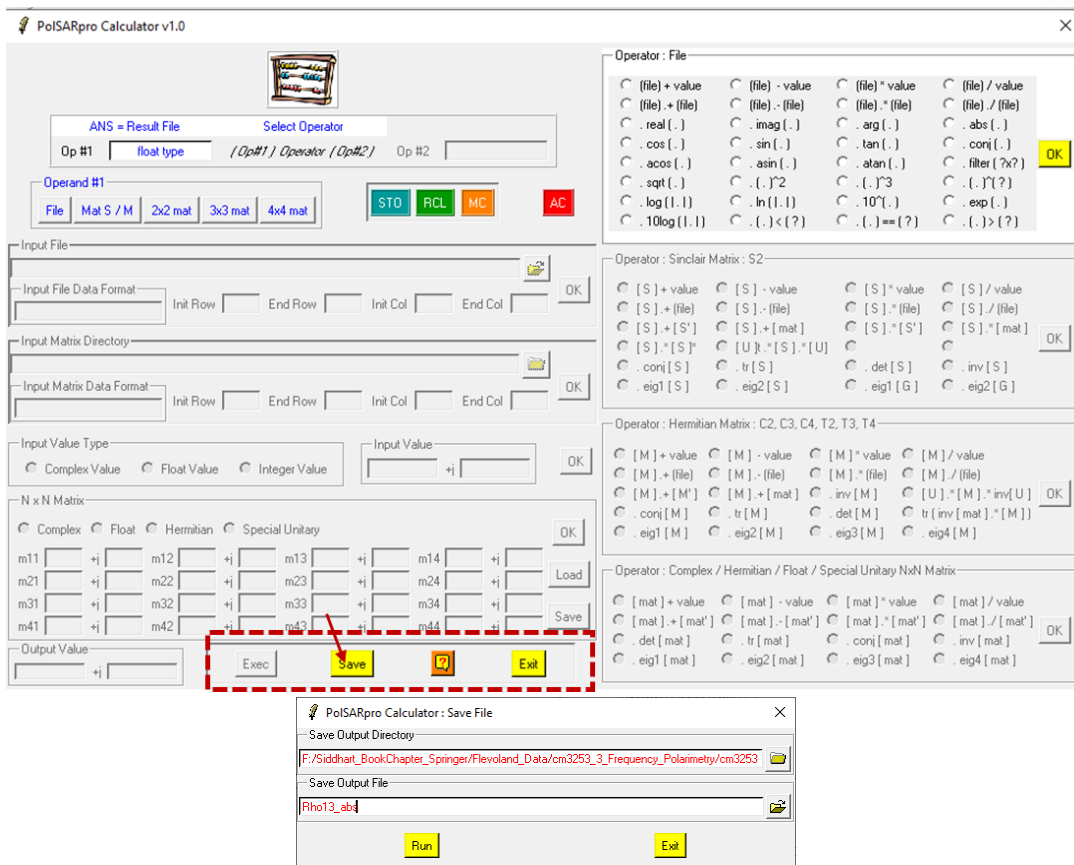 PolSARpro Calculator v1.0
ANS = Result File Select Operator
Op #1 float type (Op#1) Operator (Op#2) Op #2
Operand #1
File Mat S / M 2x2 mat 3x3 mat 4x4 mat
STO RCL MC AC
Input File
OK
Input File Data Format
Init Row End Row Init Col End Col
Input Matrix Directory
OK
Input Matrix Data Format
Init Row End Row Init Col End Col
Input Value Type
Complex Value Float Value Integer Value
Input Value
+j
OK
N x N Matrix
Complex Float Hermitian Special Unitary
OK
m11 +j m12 +j m13 +j m14 +j
m21 +j m22 +j m23 +j m24 +j
Load
m31 +j m32 +j m33 +j m34 +j
m41 +j m42 +j m43 +j m44 +j
Save
Output Value
+j
Exec Save ? Exit
Operator : File
(file) + value (file) - value (file) * value (file) / value
(file) .+ (file) (file) .- (file) (file) .* (file) (file) ./ (file)
. real ( . ) . imag ( . ) . arg ( . ) . abs ( . )
. cos ( . ) . sin ( . ) . tan ( . ) . conj ( . )
OK
. acos ( . ) . asin ( . ) . atan ( . ) . filter ( ?x? )
. sqrt ( . ) . ( . )^2 . ( . )^3 . ( . )^( ? )
. log ( | . | ) . ln ( | . | ) . 10^( . ) . exp ( . )
. 10log ( | . | ) . ( . ) < ( ? ) . ( . ) == ( ? ) . ( . ) > ( ? )
Operator : Sinclair Matrix : S2
[ S ] + value [ S ] - value [ S ] * value [ S ] / value
[ S ] .+ (file) [ S ] .- (file) [ S ] .* (file) [ S ] ./ (file)
[ S ] .+ [ S' ] [ S ] .+ [ mat ] [ S ] .* [ S' ] [ S ] .* [ mat ]
OK
[ S ] .* [ S ]* [ U ]t .* [ S ] .* [ U ]
. conj [ S ] . tr [ S ] . det [ S ] . inv [ S ]
. eig1 [ S ] . eig2 [ S ] . eig1 [ G ] . eig2 [ G ]
Operator : Hermitian Matrix : C2, C3, C4, T2, T3, T4
[ M ] + value [ M ] - value [ M ] * value [ M ] / value
[ M ] .+ (file) [ M ] .- (file) [ M ] .* (file) [ M ] ./ (file)
[ M ] .+ [ M' ] [ M ] .+ [ mat ] . inv [ M ] [ U ] .* [ M ] .* inv[ U ]
OK
. conj [ M ] . tr [ M ] . det [ M ] tr ( inv [ mat ] .* [ M ] )
. eig1 [ M ] . eig2 [ M ] . eig3 [ M ] . eig4 [ M ]
Operator : Complex / Hermitian / Float / Special Unitary NxN Matrix
[ mat ] + value [ mat ] - value [ mat ] * value [ mat ] / value
[ mat ] .+ [ mat' ] [ mat ] .- [ mat' ] [ mat ] .* [ mat' ] [ mat ] ./ [ mat' ]
OK
. det [ mat ] . tr [ mat ] . conj [ mat ] . inv [ mat ]
. eig1 [ mat ] . eig2 [ mat ] . eig3 [ mat ] . eig4 [ mat ]
PolSARpro Calculator : Save File
Save Output Directory
F:/Siddhart_BookChapter_Springer/Flevoland_Data/cm3253_3_Frequency_Polarimetry/cm3253
Save Output File
Rho13_abs
Run Exit